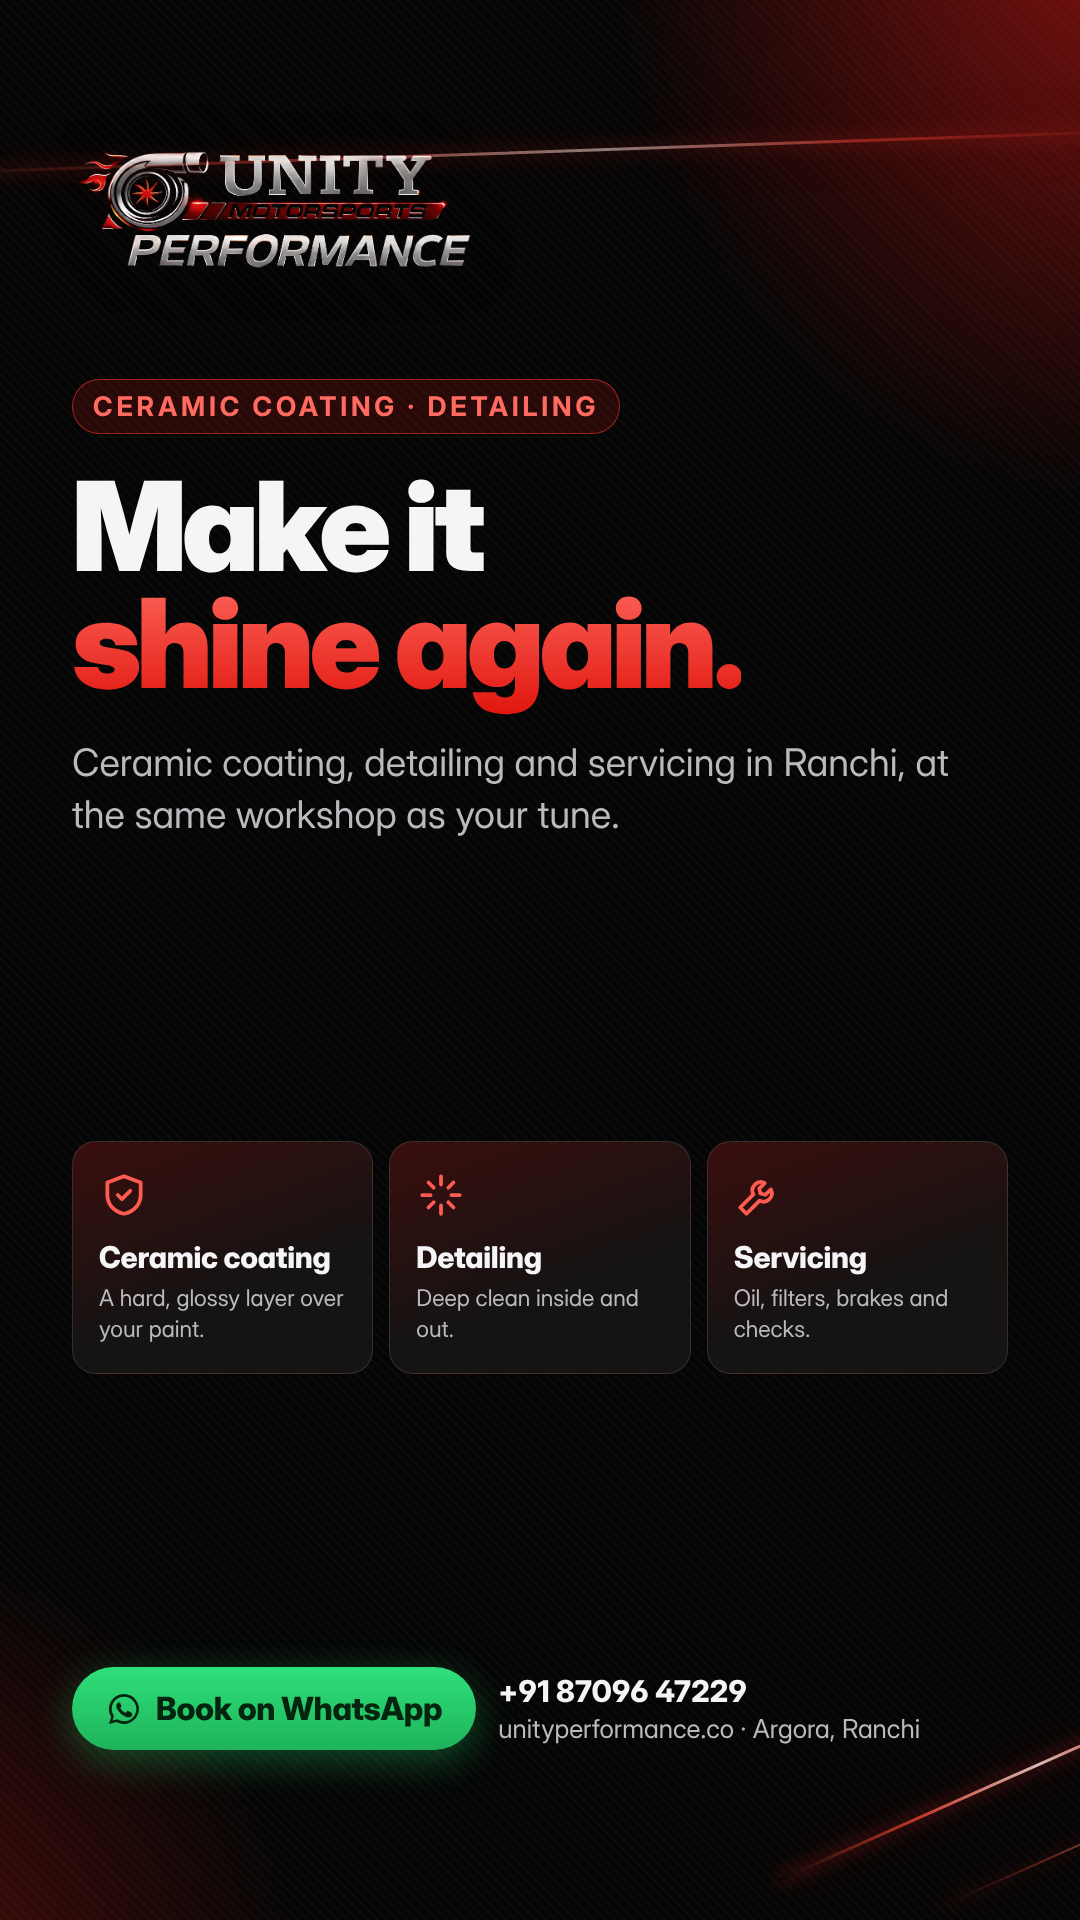 UNITY
MOTORSPORTS
PERFORMANCE
CERAMIC COATING · DETAILING
Make it
shine again.
Ceramic coating, detailing and servicing in Ranchi, at
the same workshop as your tune.
Ceramic coating
A hard, glossy layer over
your paint.
Detailing
Deep clean inside and
out.
Servicing
Oil, filters, brakes and
checks.
Book on WhatsApp
+91 87096 47229
unityperformance.co · Argora, Ranchi